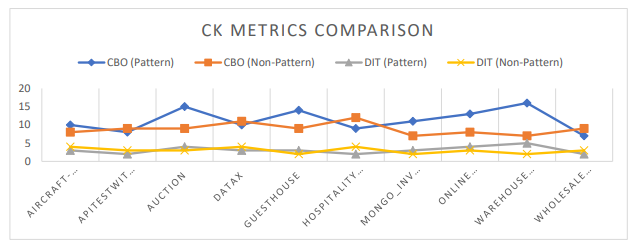 CK METRICS COMPARISON
CBO (Pattern) CBO (Non-Pattern) DIT (Pattern) DIT (Non-Pattern)
20
15
10
5
0
AIRCRAFT-...
APITESTWIT...
AUCTION
DATAX
GUESTHOUSE
HOSPITALITY...
MONGO_INV...
ONLINE...
WAREHOUSE...
WHOLESALE...